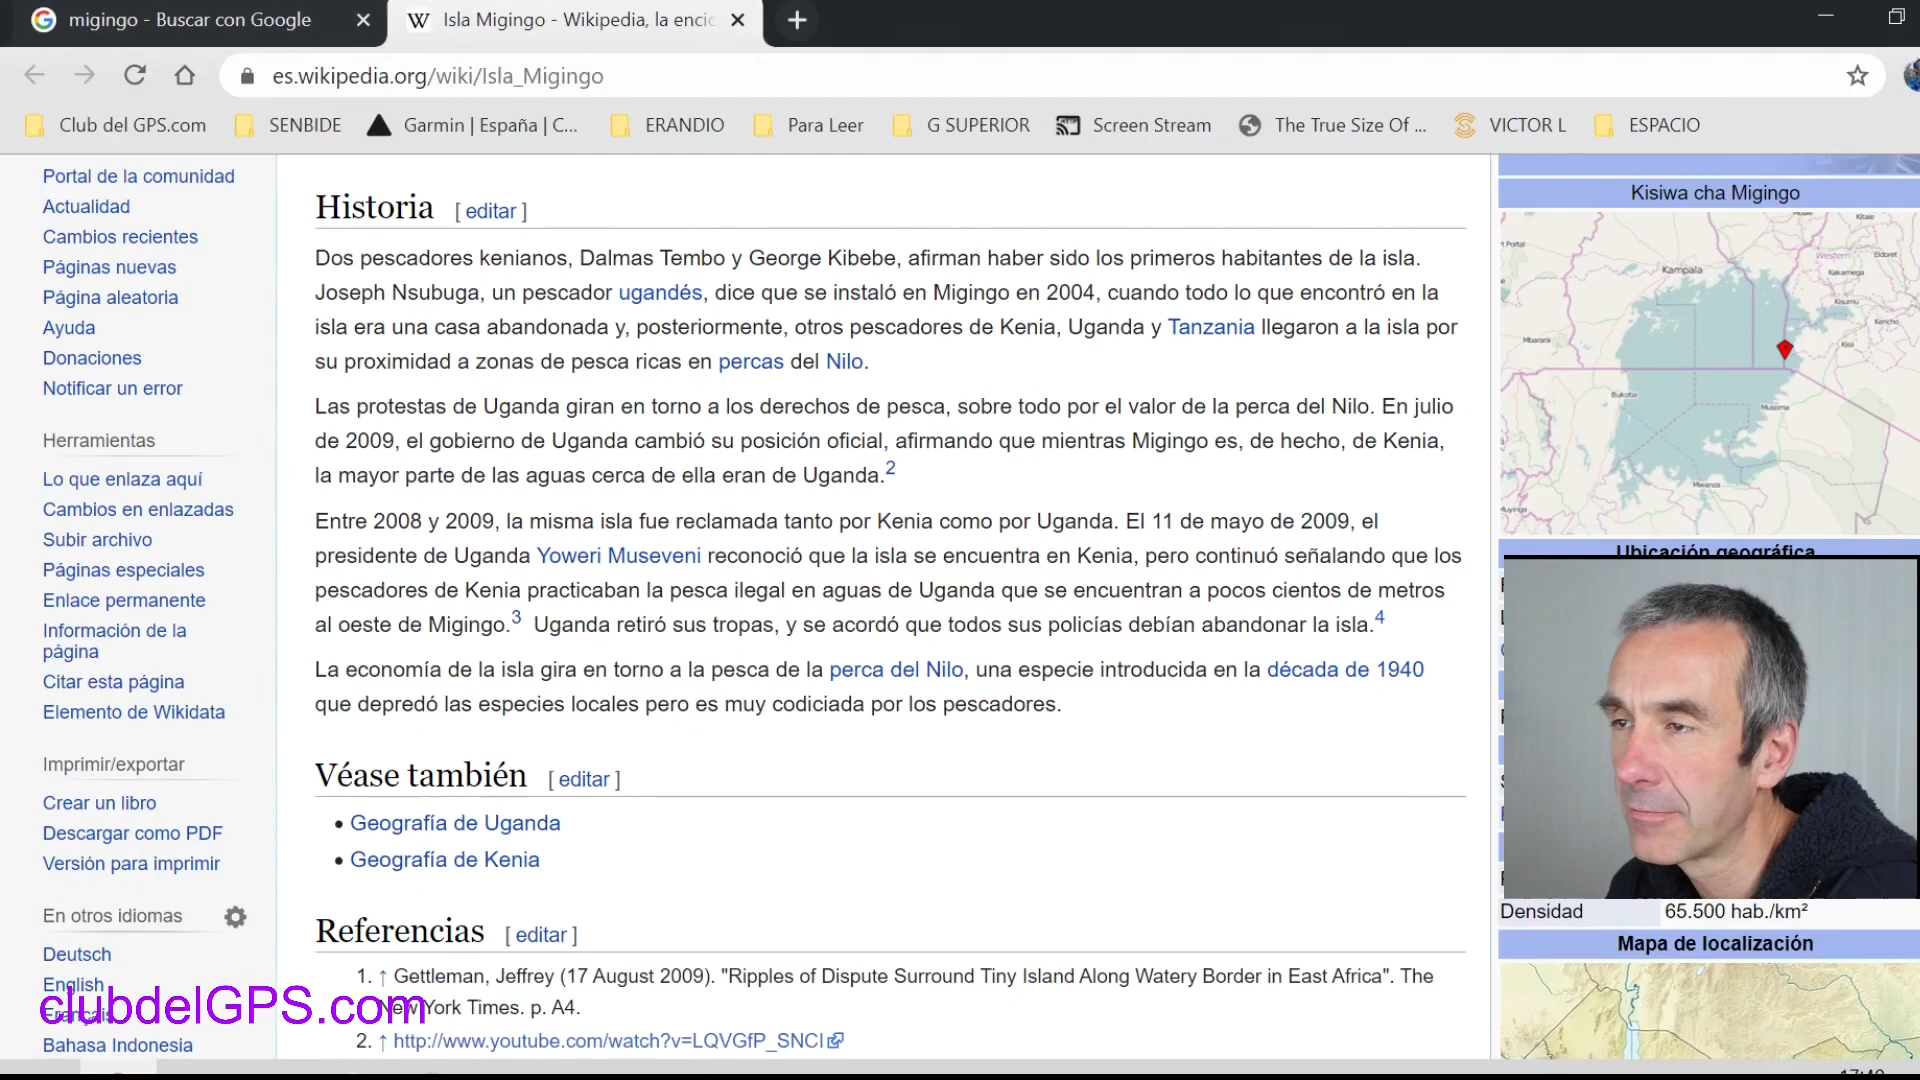 migingo - Buscar con Google
Isla Migingo - Wikipedia, la enci
es.wikipedia.org/wiki/Isla_Migingo
Club del GPS.com
SENBIDE
Garmin | España | C...
ERANDIO
Para Leer
G SUPERIOR
Screen Stream
The True Size Of ...
VICTOR L
ESPACIO
Portal de la comunidad
Actualidad
Cambios recientes
Páginas nuevas
Página aleatoria
Ayuda
Donaciones
Notificar un error
Herramientas
Lo que enlaza aquí
Cambios en enlazadas
Subir archivo
Páginas especiales
Enlace permanente
Información de la
página
Citar esta página
Elemento de Wikidata
Imprimir/exportar
Crear un libro
Descargar como PDF
Versión para imprimir
En otros idiomas
Deutsch
English
Français
Bahasa Indonesia
clubdelGPS.com
Historia [ editar ]
Dos pescadores kenianos, Dalmas Tembo y George Kibebe, afirman haber sido los primeros habitantes de la isla.
Joseph Nsubuga, un pescador ugandés, dice que se instaló en Migingo en 2004, cuando todo lo que encontró en la
isla era una casa abandonada y, posteriormente, otros pescadores de Kenia, Uganda y Tanzania llegaron a la isla por
su proximidad a zonas de pesca ricas en percas del Nilo.
Las protestas de Uganda giran en torno a los derechos de pesca, sobre todo por el valor de la perca del Nilo. En julio
de 2009, el gobierno de Uganda cambió su posición oficial, afirmando que mientras Migingo es, de hecho, de Kenia,
la mayor parte de las aguas cerca de ella eran de Uganda.2
Entre 2008 y 2009, la misma isla fue reclamada tanto por Kenia como por Uganda. El 11 de mayo de 2009, el
presidente de Uganda Yoweri Museveni reconoció que la isla se encuentra en Kenia, pero continuó señalando que los
pescadores de Kenia practicaban la pesca ilegal en aguas de Uganda que se encuentran a pocos cientos de metros
al oeste de Migingo.3 Uganda retiró sus tropas, y se acordó que todos sus policías debían abandonar la isla.4
La economía de la isla gira en torno a la pesca de la perca del Nilo, una especie introducida en la década de 1940
que depredó las especies locales pero es muy codiciada por los pescadores.
Véase también [ editar ]
• Geografía de Uganda
• Geografía de Kenia
Referencias [ editar ]
1. ↑ Gettleman, Jeffrey (17 August 2009). "Ripples of Dispute Surround Tiny Island Along Watery Border in East Africa". The
New York Times. p. A4.
2. ↑ http://www.youtube.com/watch?v=LQVGfP_SNCI
Kisiwa cha Migingo
Kitale
t Portal
Western
Eldoret
Kampala
Kakamega
Kisumu
Kericho
Mbarara
Kisii
Bukoba
Musoma
Mwanza
Muyinga
Ubicación geográfica
Densidad 65.500 hab./km²
Mapa de localización